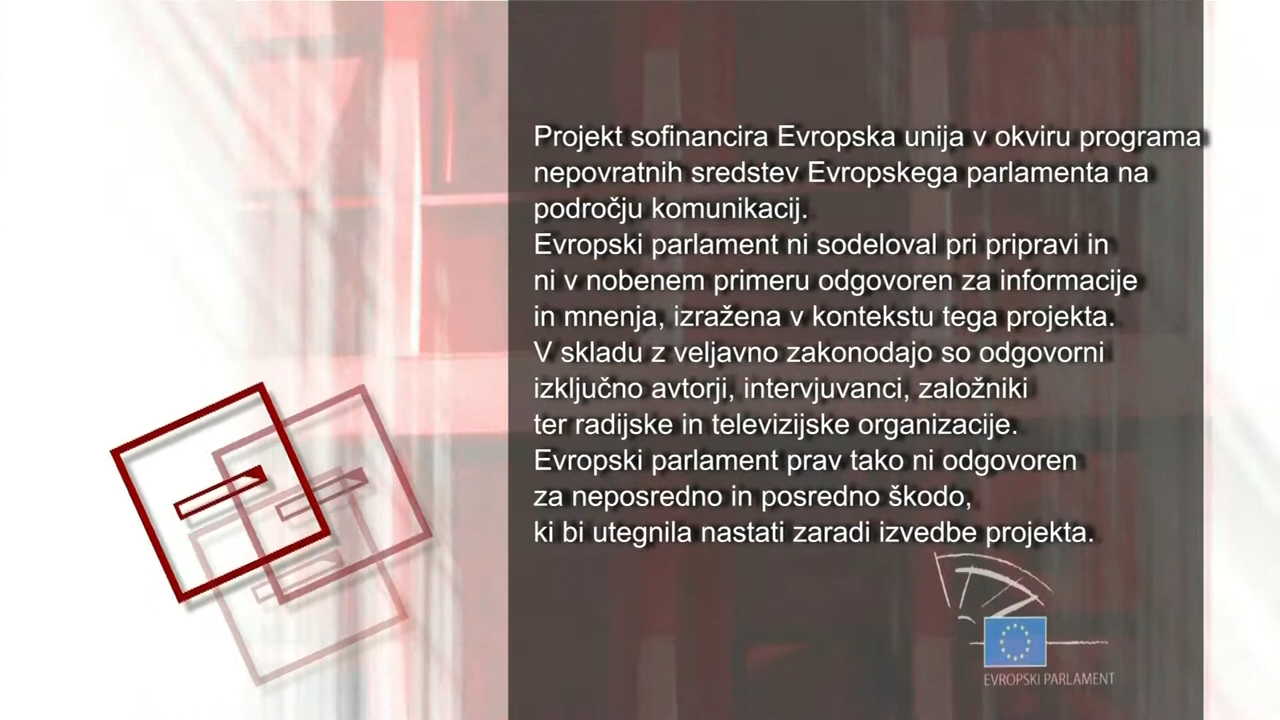 Projekt sofinancira Evropska unija v okviru programa
nepovratnih sredstev Evropskega parlamenta na
področju komunikacij.
Evropski parlament ni sodeloval pri pripravi in
ni v nobenem primeru odgovoren za informacije
in mnenja, izražena v kontekstu tega projekta.
V skladu z veljavno zakonodajo so odgovorni
izključno avtorji, intervjuvanci, založniki
ter radijske in televizijske organizacije.
Evropski parlament prav tako ni odgovoren
za neposredno in posredno škodo,
ki bi utegnila nastati zaradi izvedbe projekta.
EVROPSKI PARLAMENT